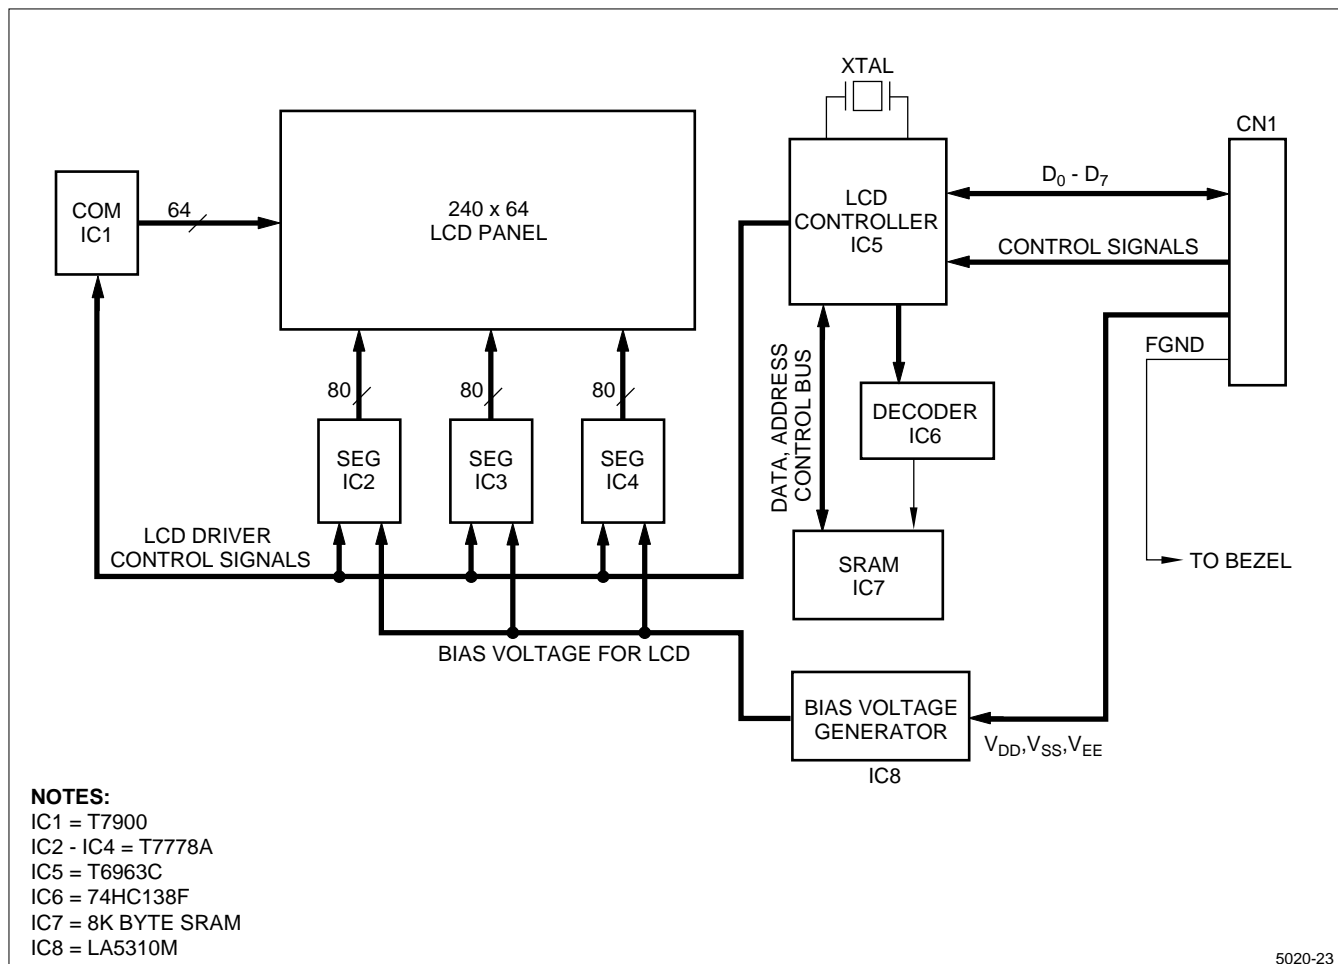 XTAL
CN1
COM
IC1
64
240 x 64
LCD PANEL
LCD
CONTROLLER
IC5
D0 - D7
CONTROL SIGNALS
FGND
80
80
80
DATA, ADDRESS
CONTROL BUS
DECODER
IC6
SEG
IC2
SEG
IC3
SEG
IC4
LCD DRIVER
CONTROL SIGNALS
SRAM
IC7
TO BEZEL
BIAS VOLTAGE FOR LCD
BIAS VOLTAGE
GENERATOR
IC8
VDD,VSS,VEE
NOTES:
IC1 = T7900
IC2 - IC4 = T7778A
IC5 = T6963C
IC6 = 74HC138F
IC7 = 8K BYTE SRAM
IC8 = LA5310M
5020-23